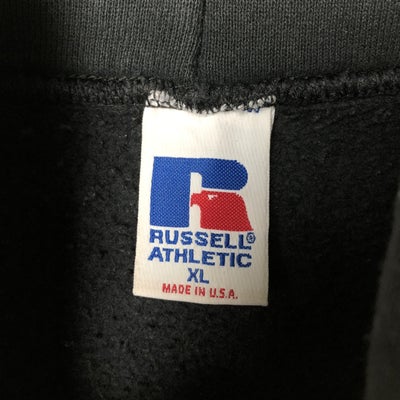 R
RUSSELL®
ATHLETIC
XL
MADE IN U.S.A.